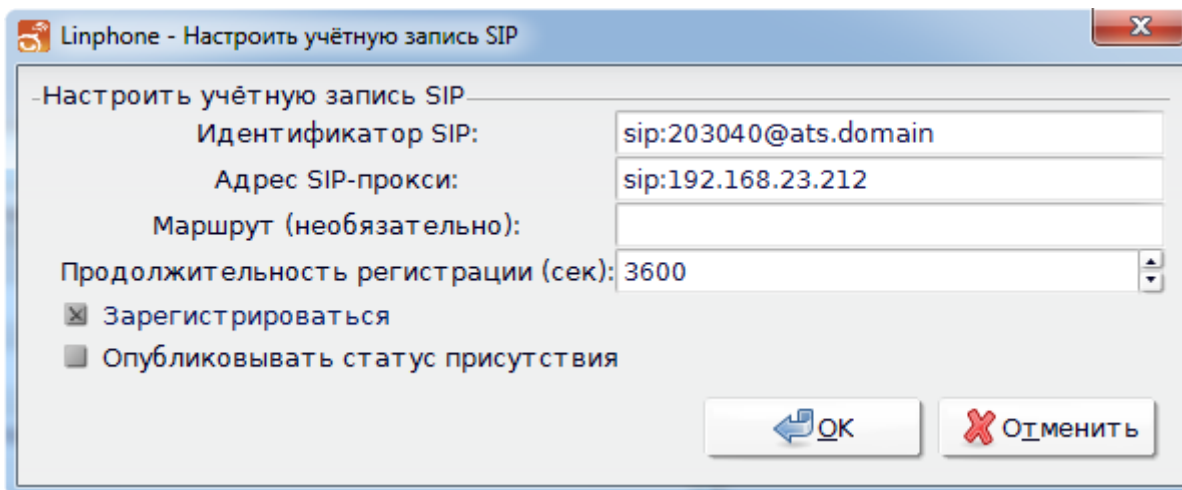 Linphone - Настроить учётную запись SIP
Настроить учётную запись SIP
Идентификатор SIP: sip:203040@ats.domain
Адрес SIP-прокси: sip:192.168.23.212
Маршрут (необязательно):
Продолжительность регистрации (сек): 3600
Зарегистрироваться
Опубликовывать статус присутствия
OK Отменить